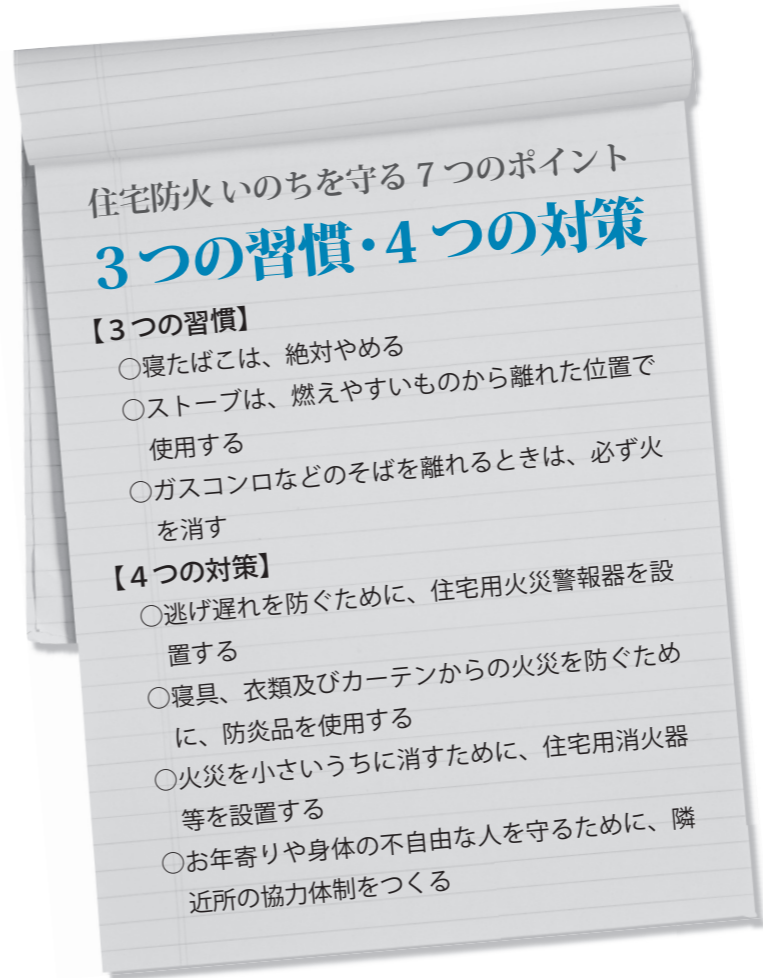 住宅防火 いのちを守る 7 つのポイント
3 つの習慣・4 つの対策
【3 つの習慣】
○寝たばこは、絶対やめる
○ストーブは、燃えやすいものから離れた位置で
使用する
○ガスコンロなどのそばを離れるときは、必ず火
を消す
【4 つの対策】
○逃げ遅れを防ぐために、住宅用火災警報器を設
置する
○寝具、衣類及びカーテンからの火災を防ぐため
に、防炎品を使用する
○火災を小さいうちに消すために、住宅用消火器
等を設置する
○お年寄りや身体の不自由な人を守るために、隣
近所の協力体制をつくる